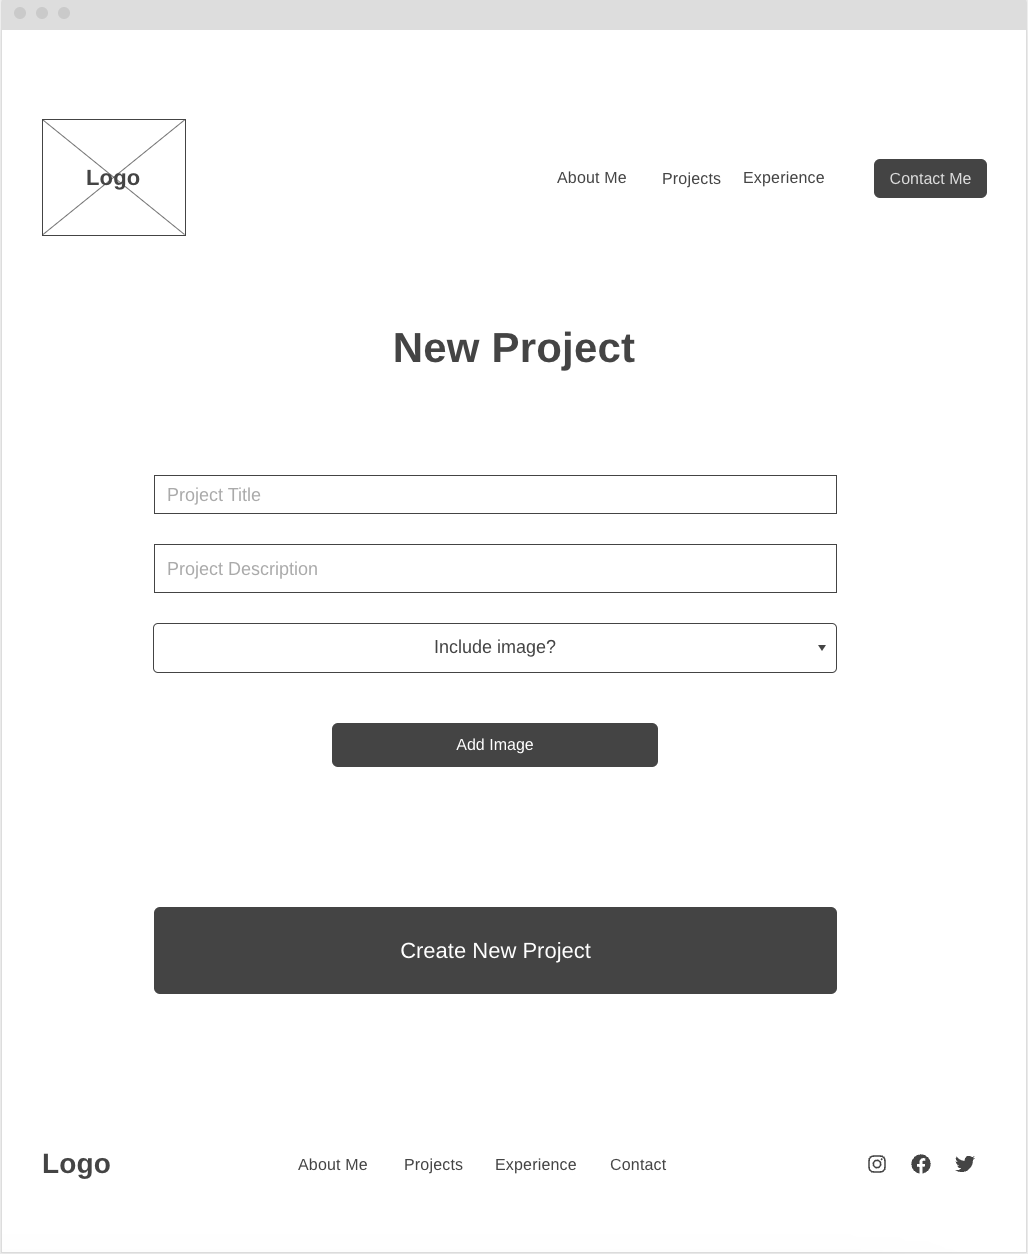 Logo
About Me
Projects
Experience
Contact Me
New Project
Project Title
Project Description
Include image?
Add Image
Create New Project
Logo
About Me
Projects
Experience
Contact